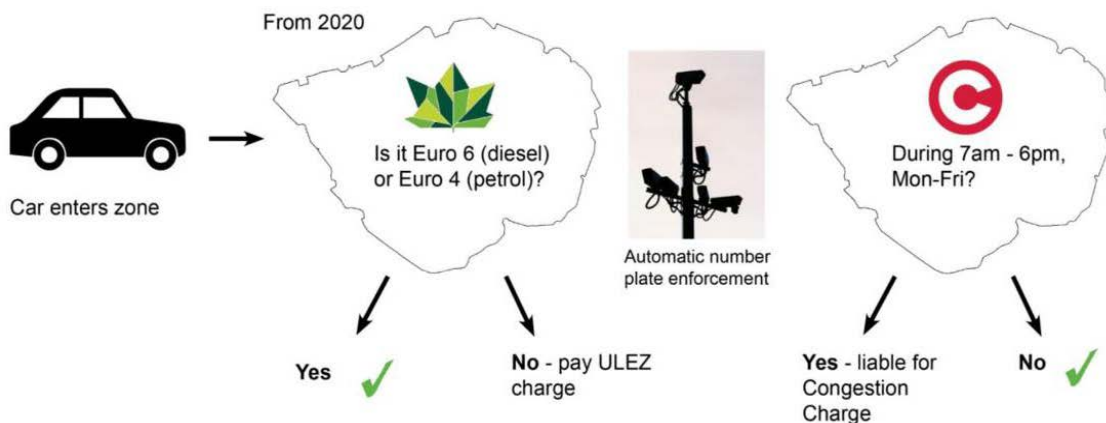 From 2020
Car enters zone
Is it Euro 6 (diesel)
or Euro 4 (petrol)?
Yes
No - pay ULEZ
charge
Automatic number
plate enforcement
During 7am - 6pm,
Mon-Fri?
Yes - liable for
Congestion
Charge
No